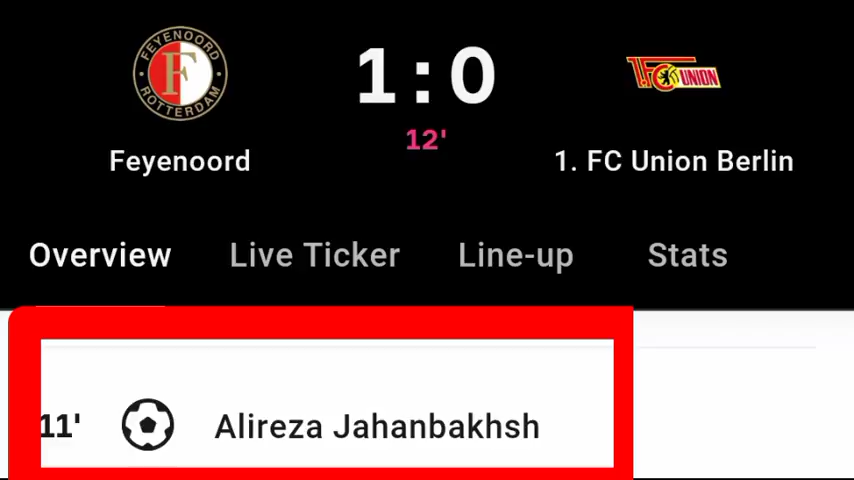 FEYENOORD
F
ROTTERDAM
1:0
1.FC UNION
12'
Feyenoord
1. FC Union Berlin
Overview
Live Ticker
Line-up
Stats
11'
Alireza Jahanbakhsh